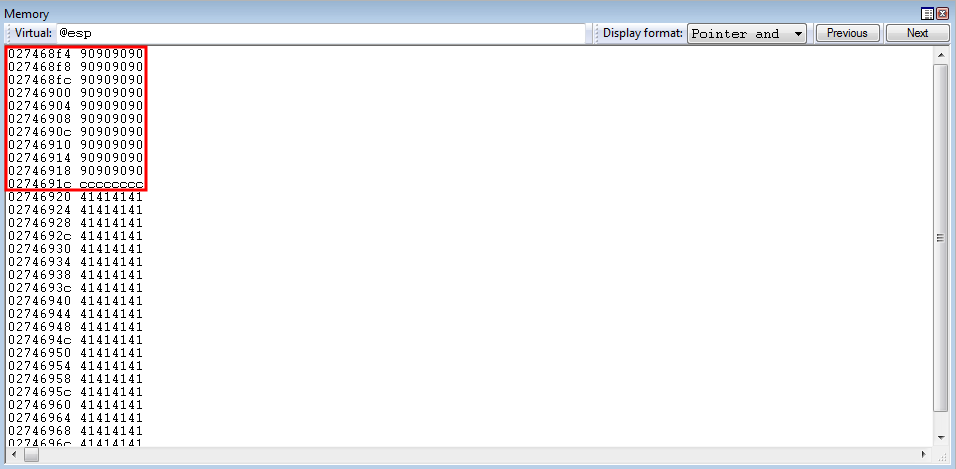 Memory
Virtual: @esp Display format: Pointer and Previous Next
027468f4 90909090
027468f8 90909090
027468fc 90909090
02746900 90909090
02746904 90909090
02746908 90909090
0274690c 90909090
02746910 90909090
02746914 90909090
02746918 90909090
0274691c cccccccc
02746920 41414141
02746924 41414141
02746928 41414141
0274692c 41414141
02746930 41414141
02746934 41414141
02746938 41414141
0274693c 41414141
02746940 41414141
02746944 41414141
02746948 41414141
0274694c 41414141
02746950 41414141
02746954 41414141
02746958 41414141
0274695c 41414141
02746960 41414141
02746964 41414141
02746968 41414141
0274696c 41414141